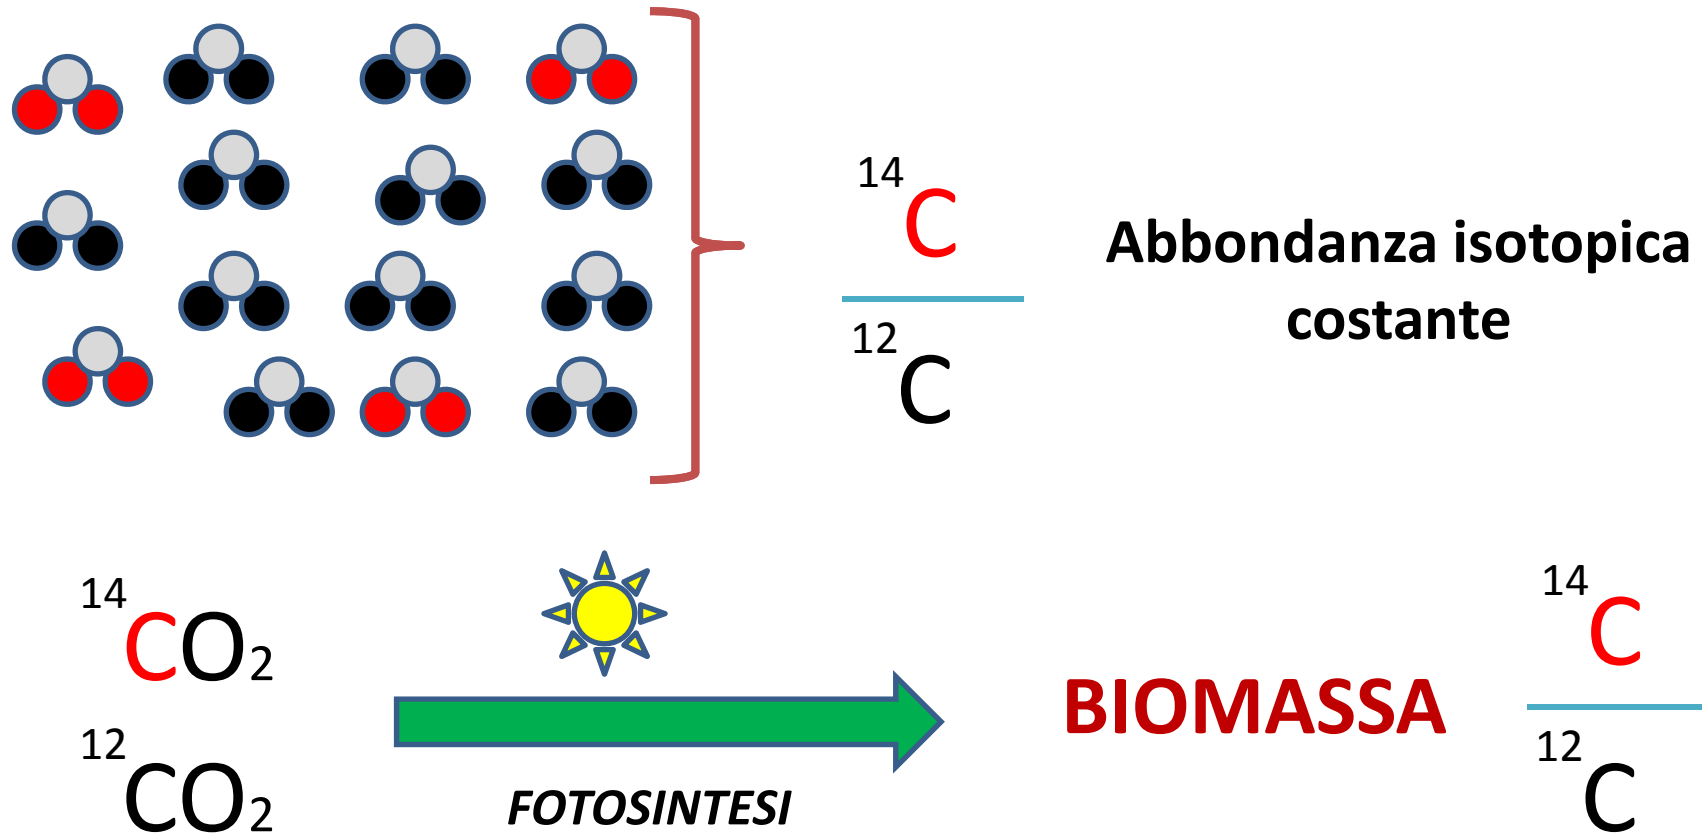 14C
12C
Abbondanza isotopica
costante
14CO2
12CO2
FOTOSINTESI
BIOMASSA
14C
12C